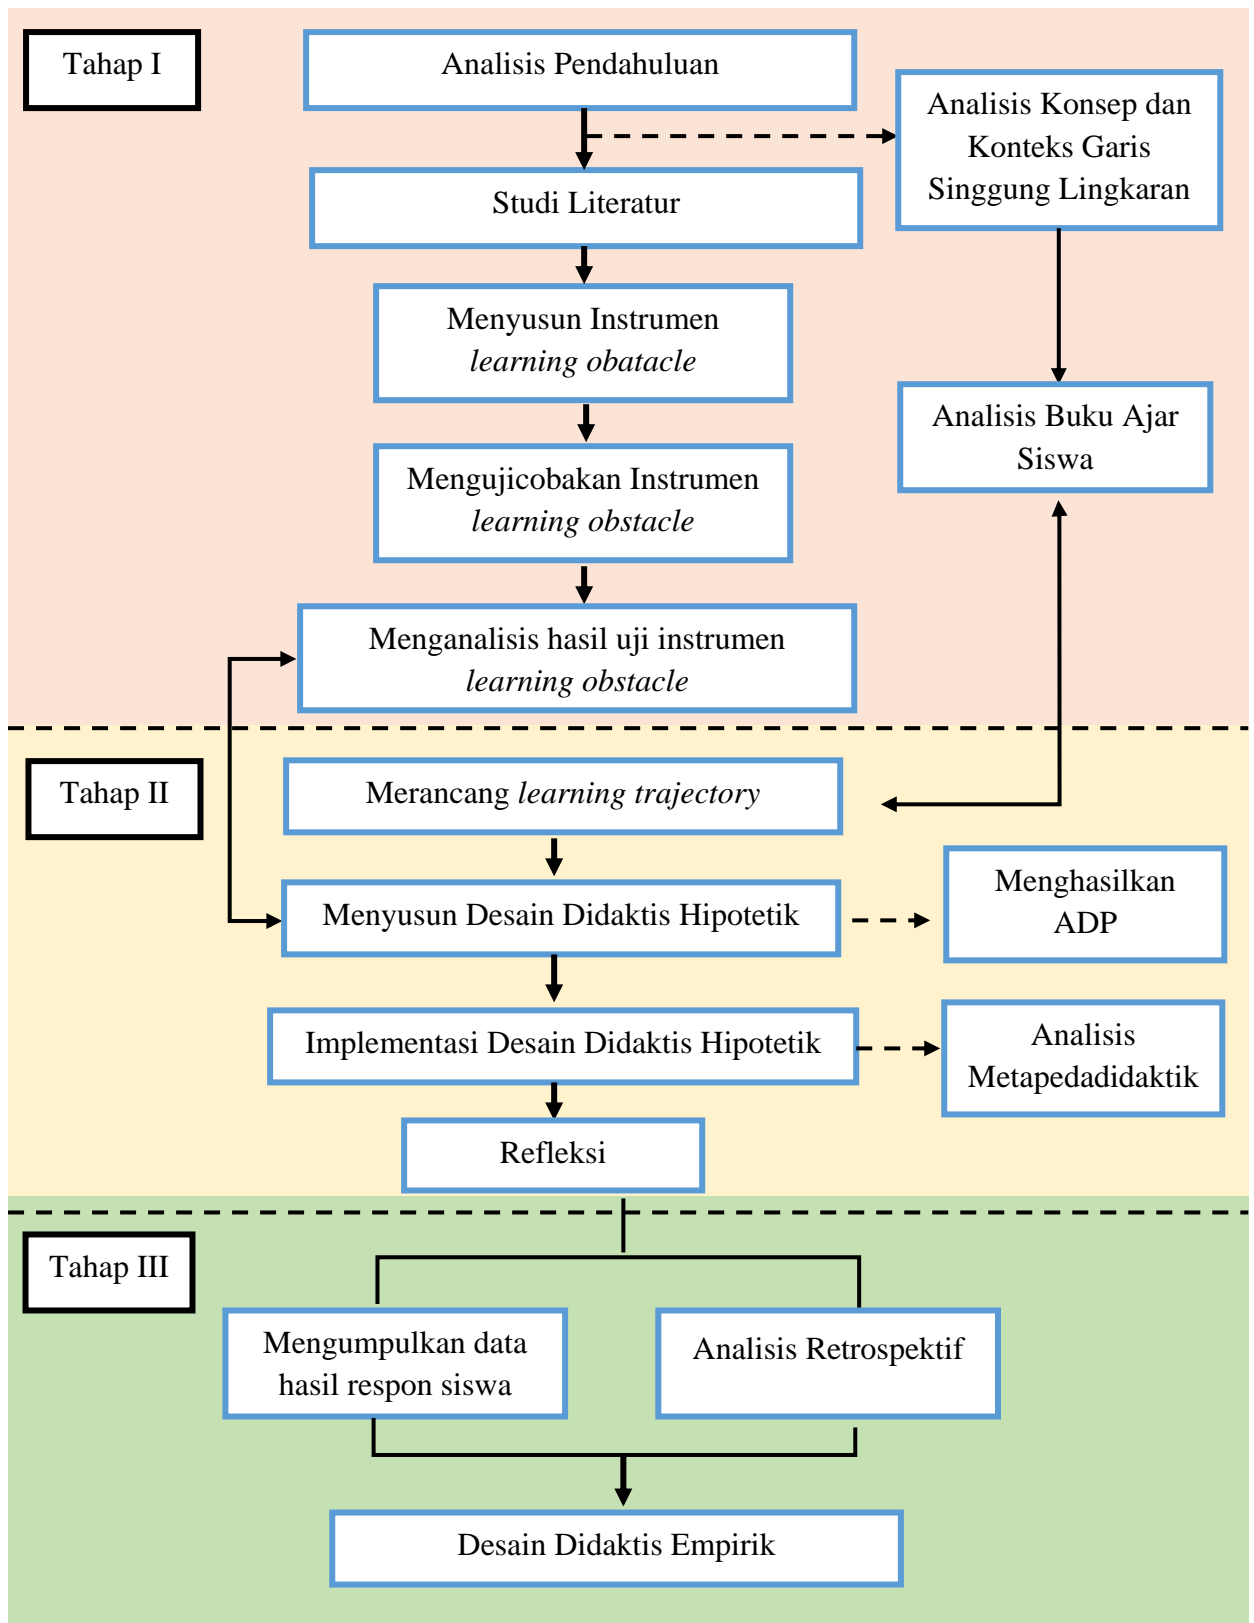 Tahap I
Analisis Pendahuluan
Analisis Konsep dan
Konteks Garis
Singgung Lingkaran
Studi Literatur
Menyusun Instrumen
learning obatacle
Analisis Buku Ajar
Siswa
Mengujicobakan Instrumen
learning obstacle
Menganalisis hasil uji instrumen
learning obstacle
Tahap II
Merancang learning trajectory
Menyusun Desain Didaktis Hipotetik
Menghasilkan
ADP
Implementasi Desain Didaktis Hipotetik
Analisis
Metapedadidaktik
Refleksi
Tahap III
Mengumpulkan data
hasil respon siswa
Analisis Retrospektif
Desain Didaktis Empirik